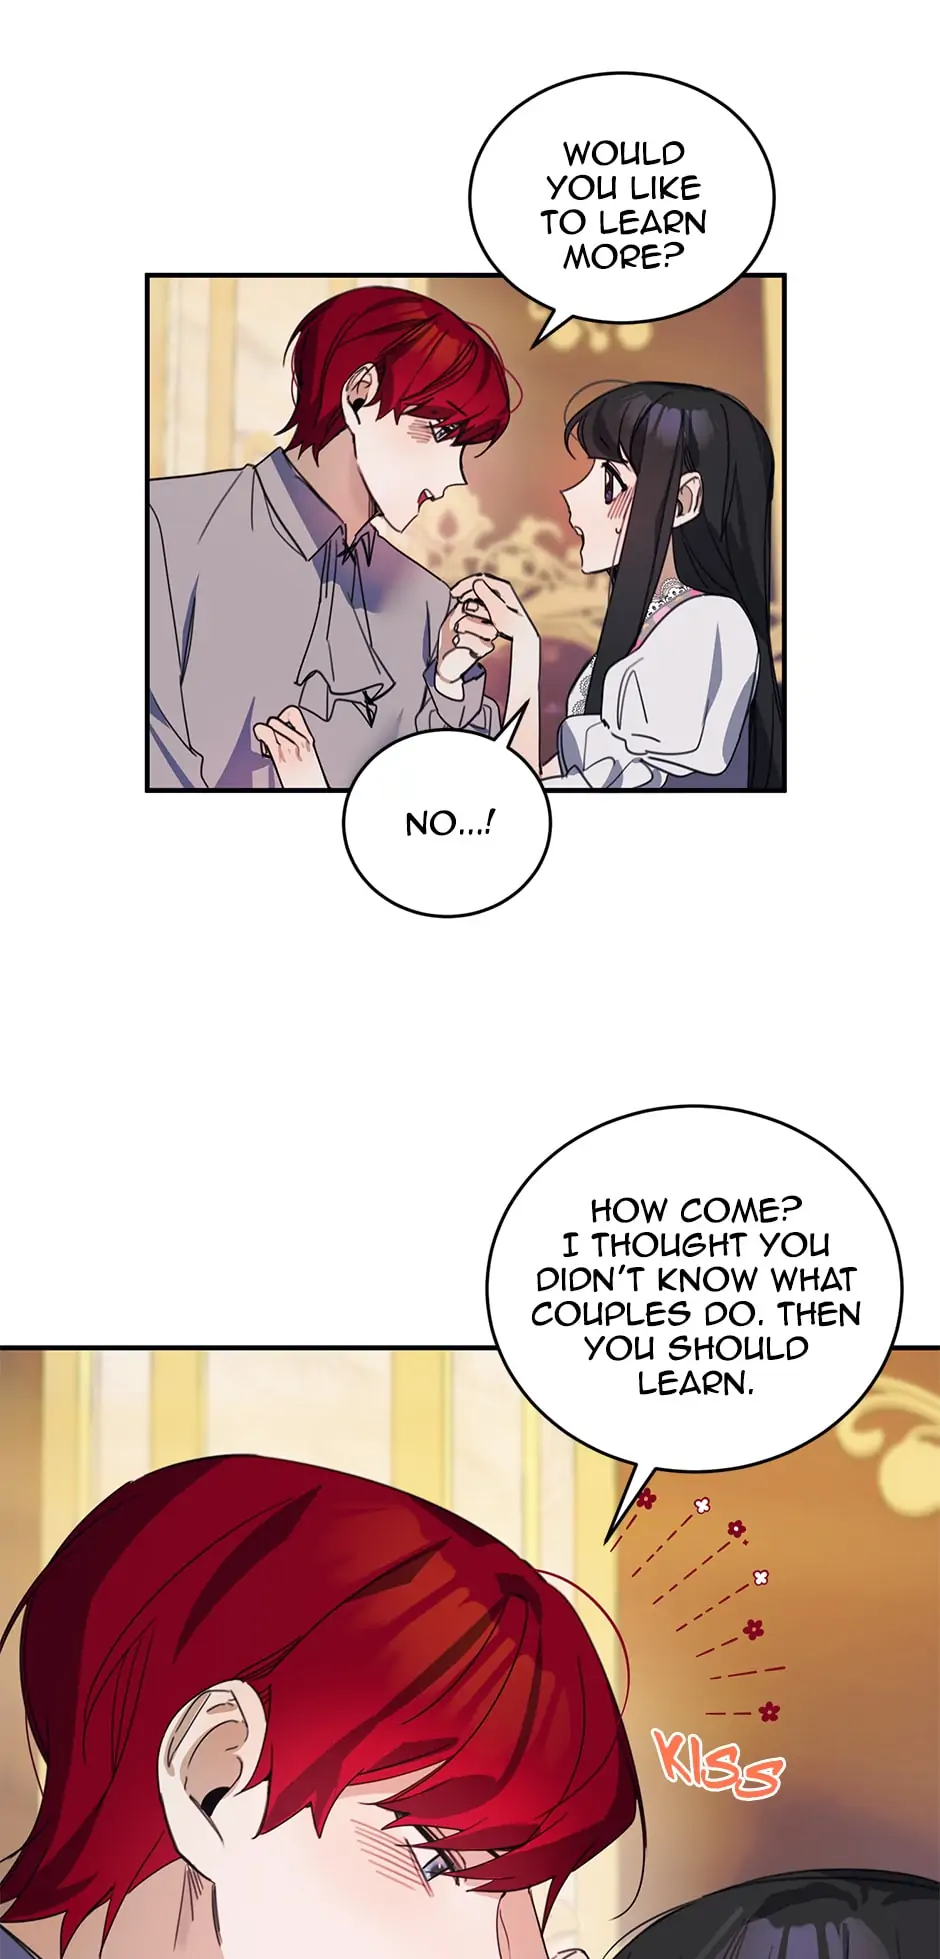 WOULD
YOU LIKE
TO LEARN
MORE?
NO...!
HOW COME?
I THOUGHT YOU
DIDN'T KNOW WHAT
COUPLES DO. THEN
YOU SHOULD
LEARN.
KISS